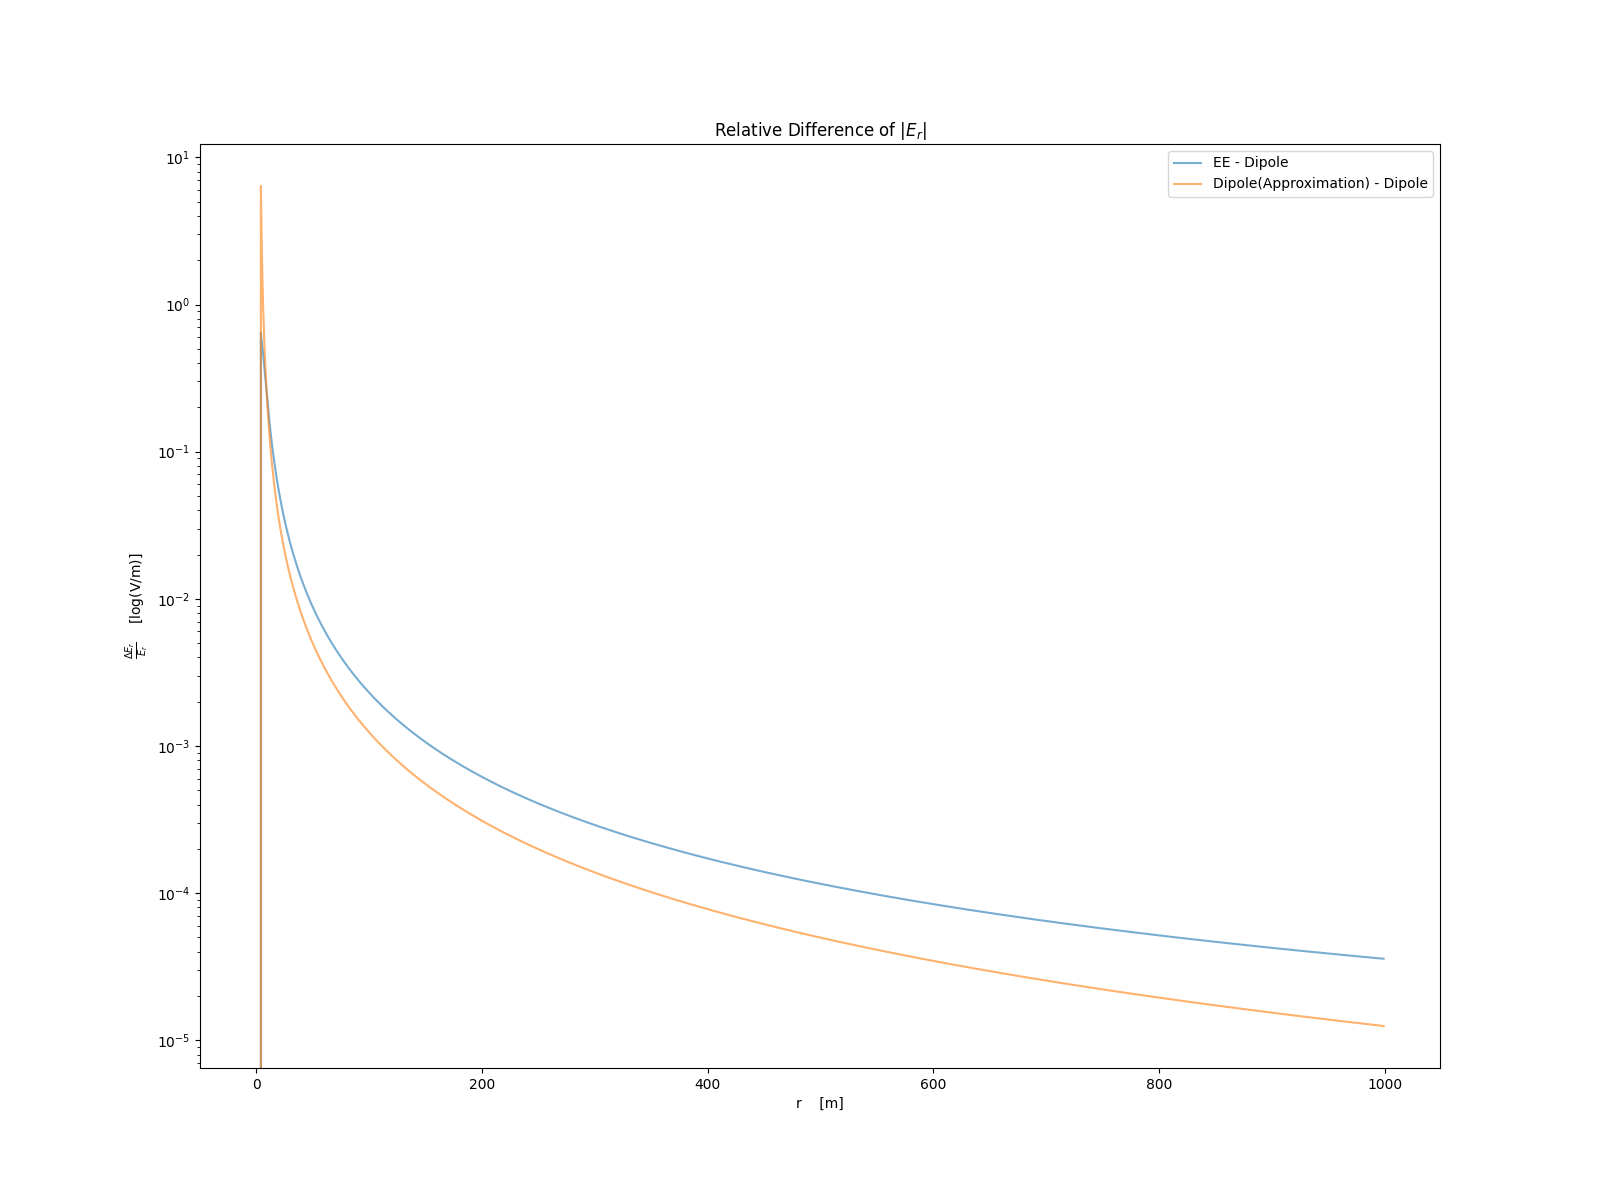 Relative Difference of |E_r|
EE - Dipole
Dipole(Approximation) - Dipole
10^1
10^0
10^{-1}
10^{-2}
10^{-3}
10^{-4}
10^{-5}
\frac{ΔE_r}{E_r} [log(V/m)]
0 200 400 600 800 1000
r [m]